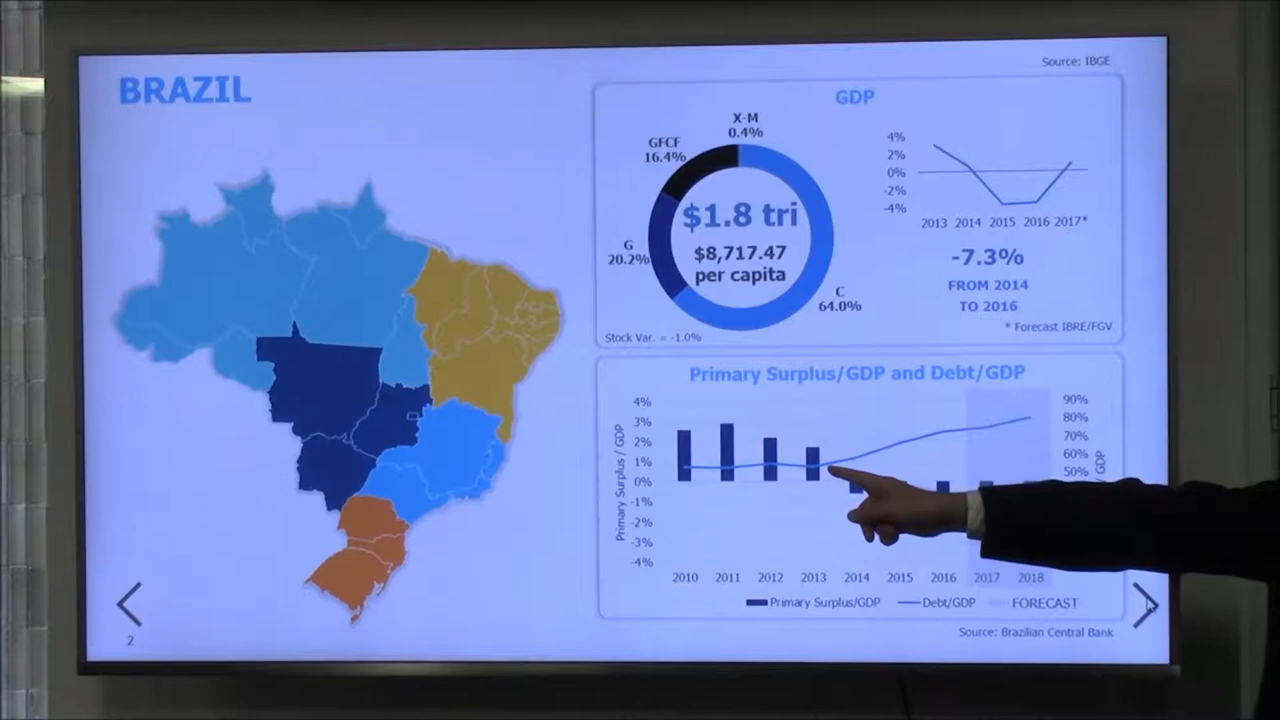 BRAZIL
Source: IBGE
GDP
X-M
0.4%
GFCF
16.4%
G
20.2%
$1.8 tri
$8,717.47
per capita
C
64.0%
Stock Var. = -1.0%
4%
2%
0%
-2%
-4%
2013 2014 2015 2016 2017*
-7.3%
FROM 2014
TO 2016
* Forecast IBRE/FGV
Primary Surplus/GDP and Debt/GDP
Primary Surplus / GDP
4%
3%
2%
1%
0%
-1%
-2%
-3%
-4%
90%
80%
70%
60%
50%
/ GDP
2010 2011 2012 2013 2014 2015 2016 2017 2018
Primary Surplus/GDP Debt/GDP FORECAST
Source: Brazilian Central Bank
2